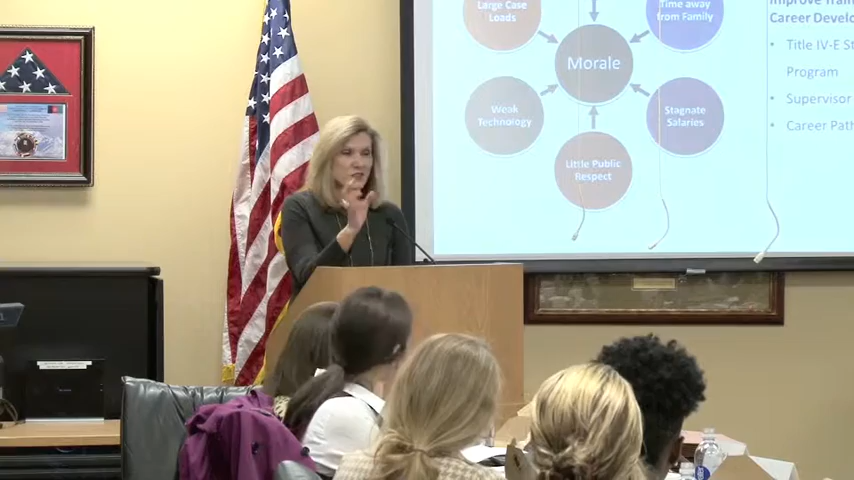 Large Case
Loads
Time away
from Family
Morale
Weak
Technology
Stagnate
Salaries
Little Public
Respect
Improve Train
Career Develo
• Title IV-E St
Program
• Supervisor
• Career Path